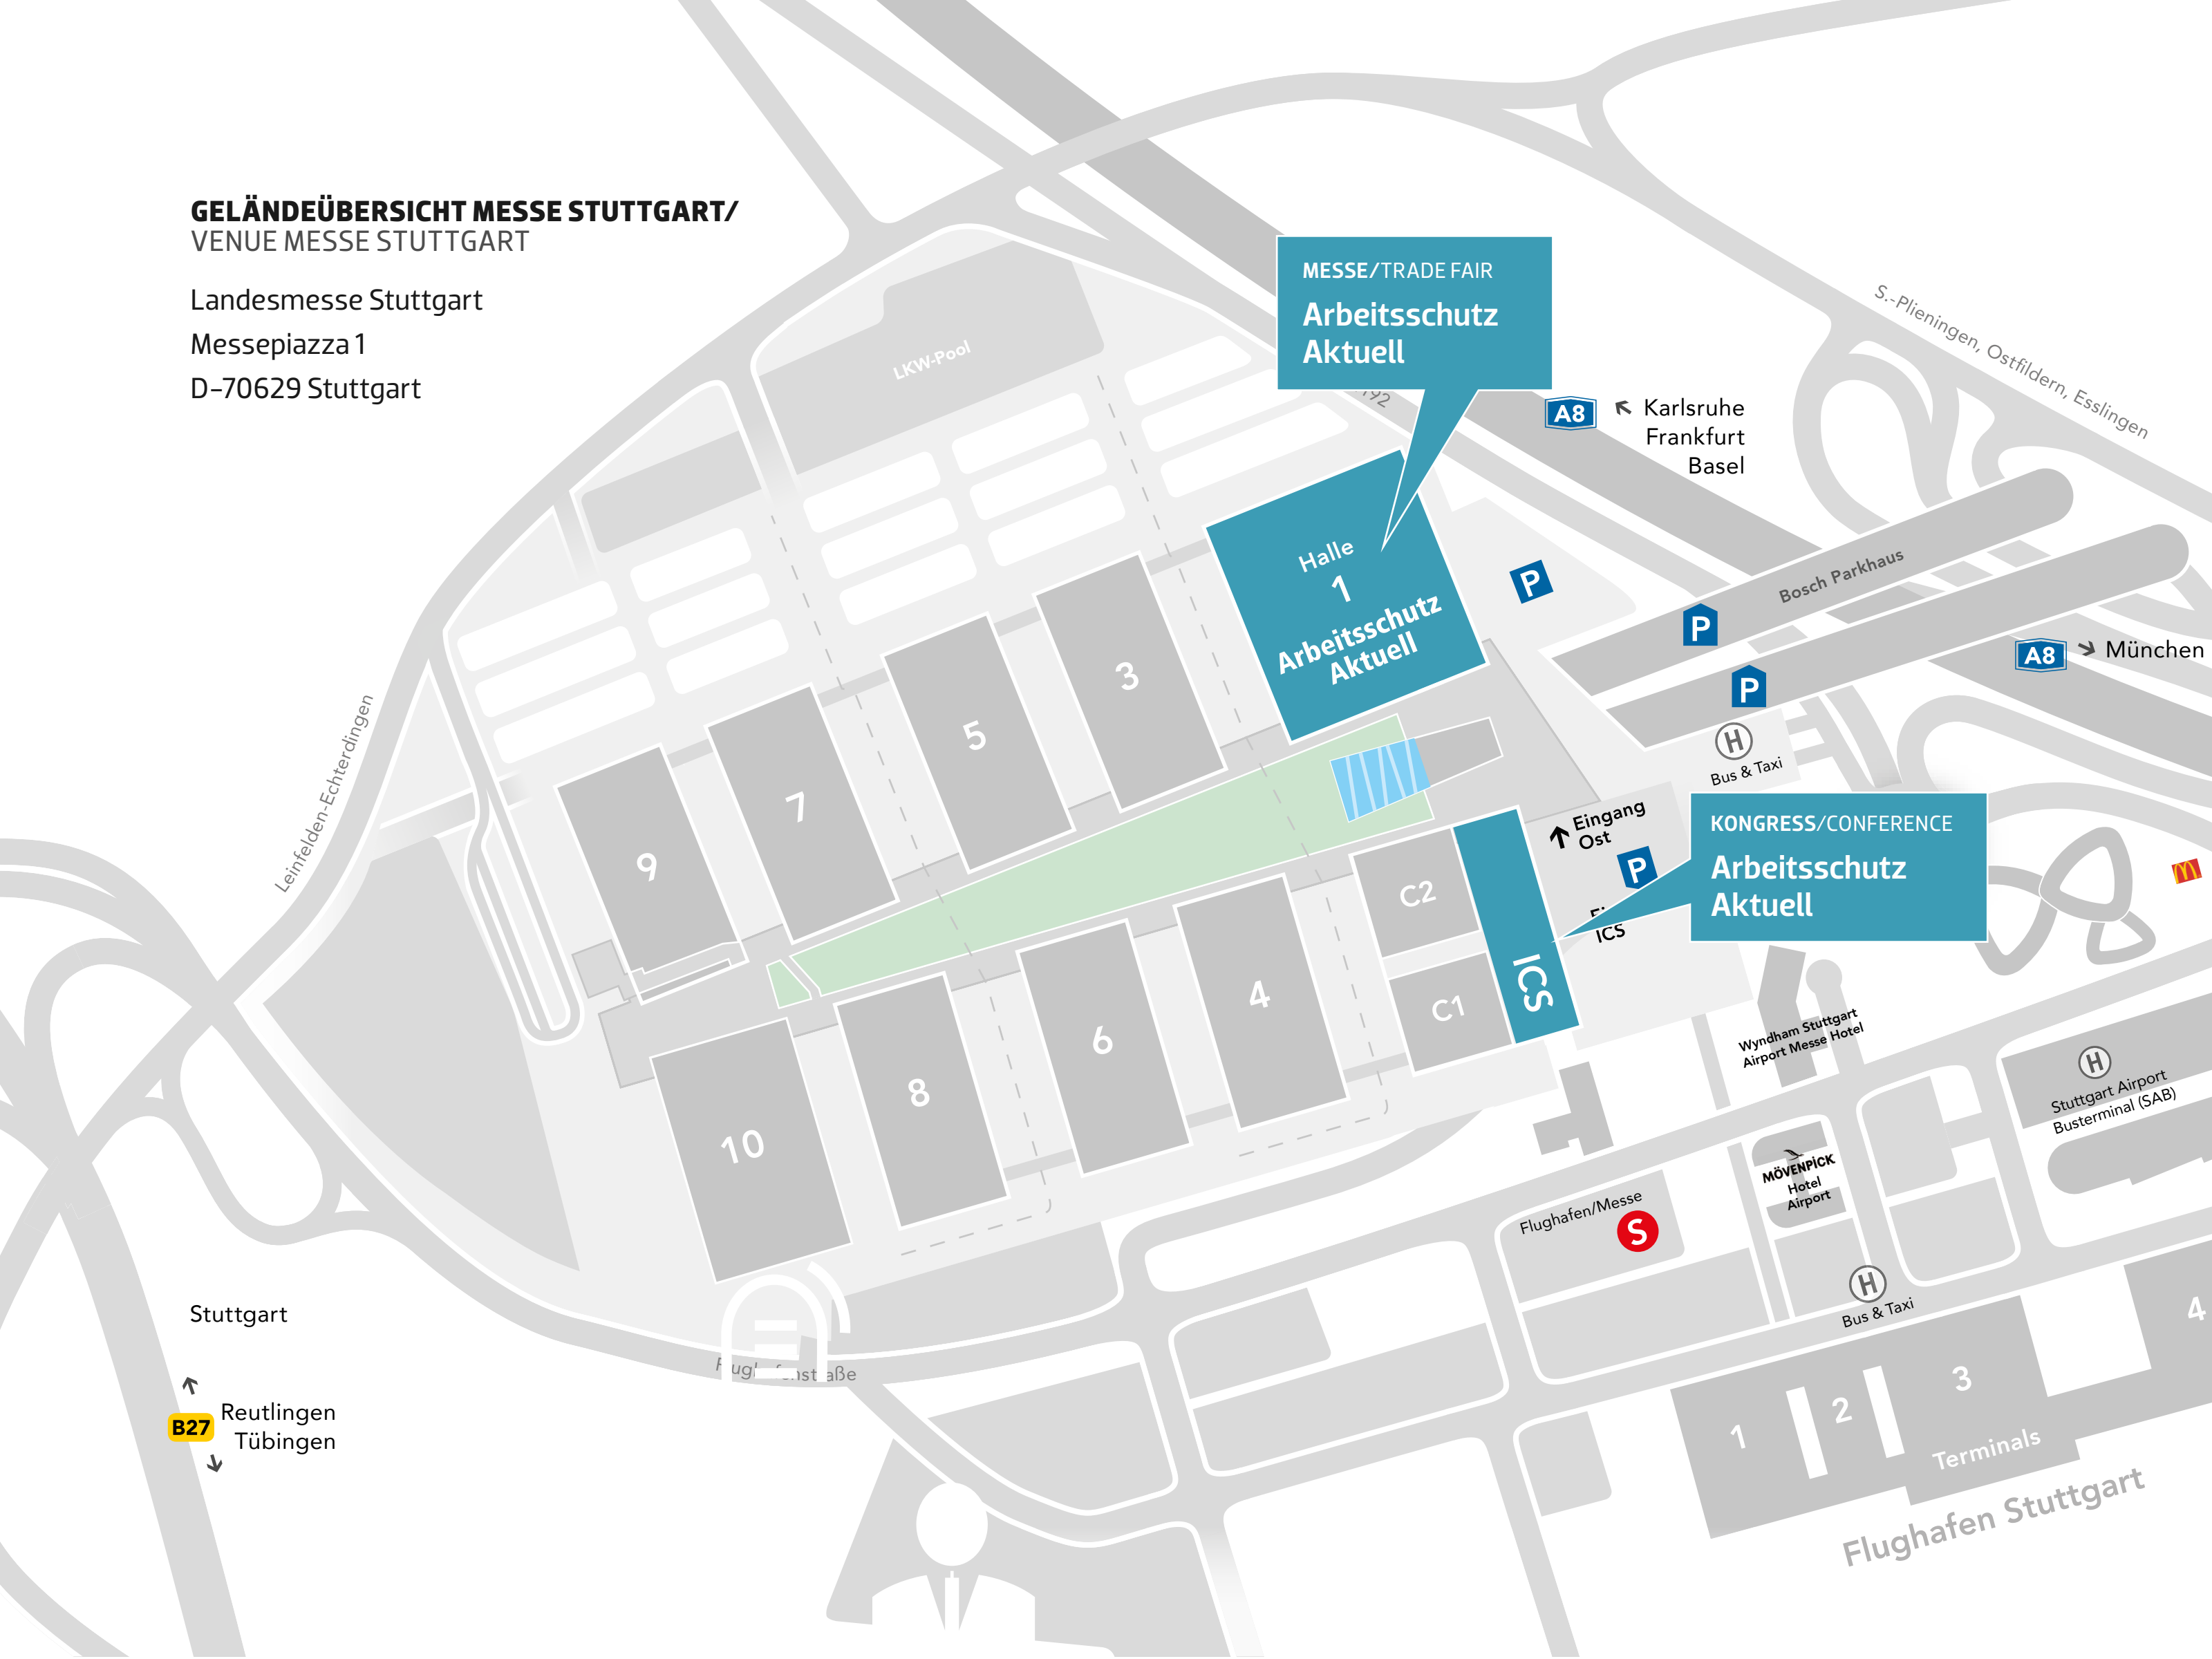 GELÄNDEÜBERSICHT MESSE STUTTGART/
VENUE MESSE STUTTGART
Landesmesse Stuttgart
Messepiazza 1
D-70629 Stuttgart
LKW-Pool
MESSE/TRADE FAIR
Arbeitsschutz
Aktuell
A8
Karlsruhe
Frankfurt
Basel
S.-Plieningen, Ostfildern, Esslingen
Halle
1
Arbeitsschutz
Aktuell
P
Bosch Parkhaus
P
P
A8
München
H
Bus & Taxi
Leinfelden-Echterdingen
3
5
7
9
Eingang
Ost
P
ICS
KONGRESS/CONFERENCE
Arbeitsschutz
Aktuell
C2
C1
ICS
4
6
8
10
Wyndham Stuttgart
Airport Messe Hotel
H
Stuttgart Airport
Busterminal (SAB)
MÖVENPICK
Hotel
Airport
Flughafen/Messe
S
H
Bus & Taxi
Stuttgart
B27
Reutlingen
Tübingen
1
2
3
4
Terminals
Flughafen Stuttgart